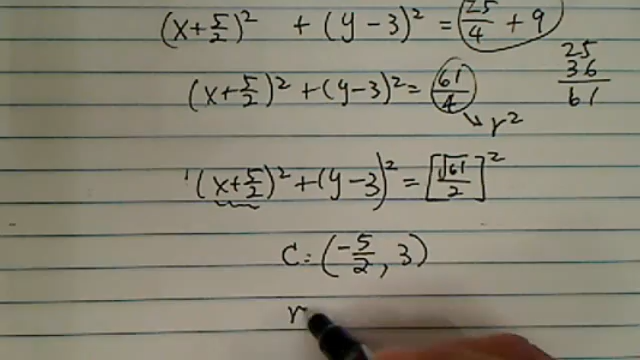 (x+5/2)² + (y-3)² = 25/4 + 9
25
36
61
(x+5/2)² + (y-3)² = 61/4
r²
(x+5/2)² + (y-3)² = [√61/2]²
C = (-5/2, 3)
r